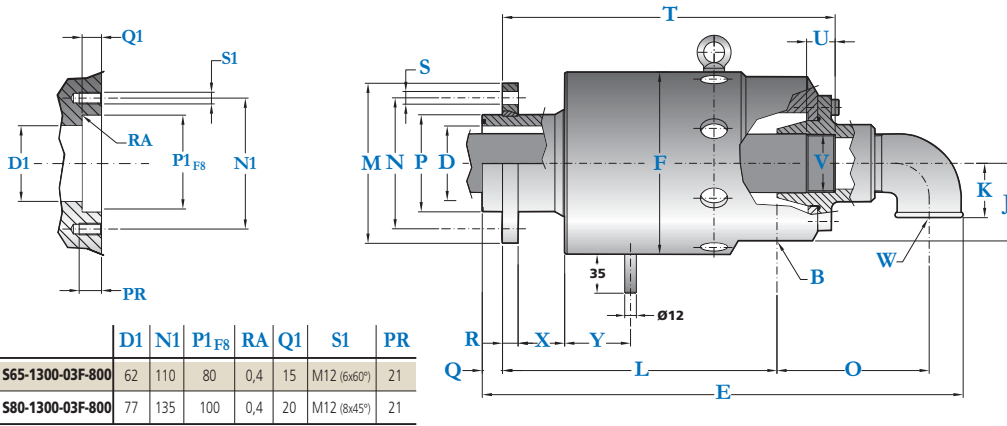 T
Q1
U
S1
S
RA
D1
P1F8
N1
M
N
P
D
F
V
K
J
W
35
B
PR
Ø12
R
X
Y
Q
L
O
E
D1 N1 P1F8 RA Q1 S1 PR
S65-1300-03F-800 62 110 80 0,4 15 M12 (6x60º) 21
S80-1300-03F-800 77 135 100 0,4 20 M12 (8x45º) 21